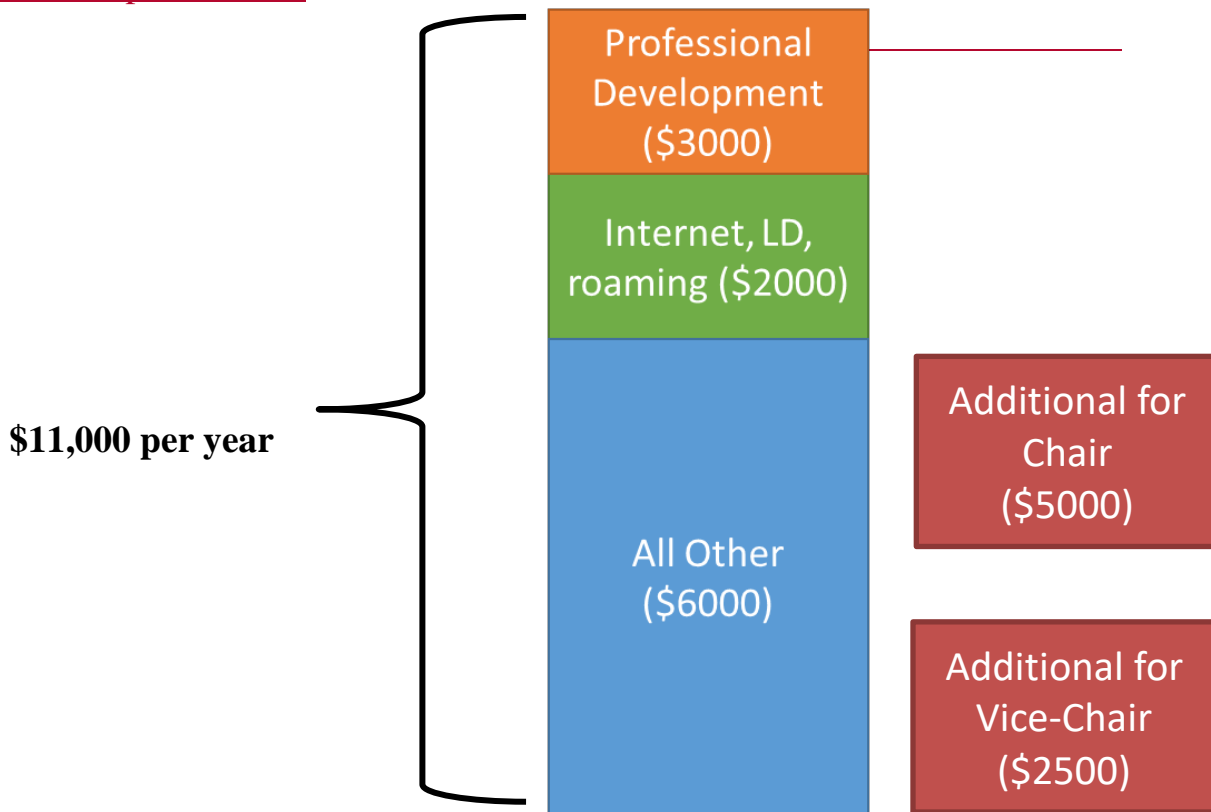 Professional
Development
($3000)
Internet, LD,
roaming ($2000)
$11,000 per year
All Other
($6000)
Additional for
Chair
($5000)
Additional for
Vice-Chair
($2500)